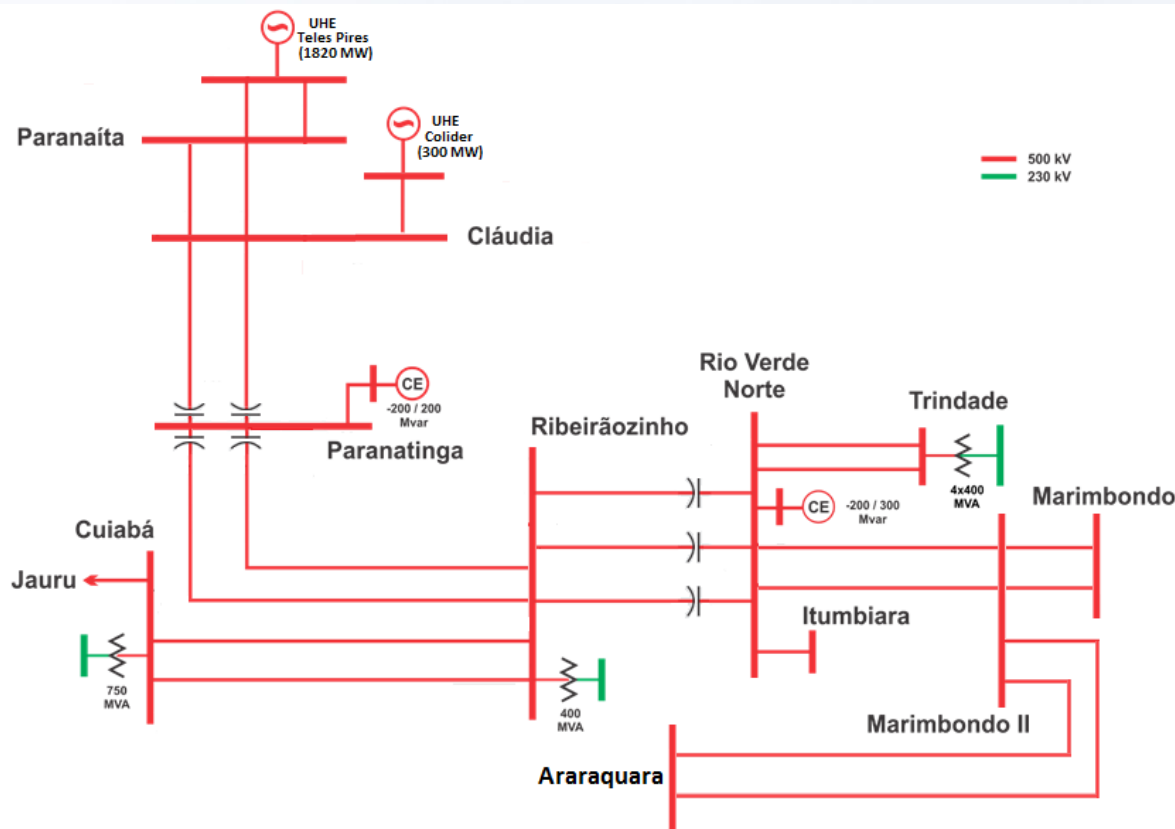 UHE
Teles Pires
(1820 MW)
Paranaíta
UHE
Colider
(300 MW)
500 kV
230 kV
Cláudia
CE
-200 / 200
Mvar
Paranatinga
Ribeirãozinho
Rio Verde
Norte
Trindade
4x400
MVA
CE
-200 / 300
Mvar
Marimbondo
Cuiabá
Jauru
750
MVA
400
MVA
Itumbiara
Marimbondo II
Araraquara